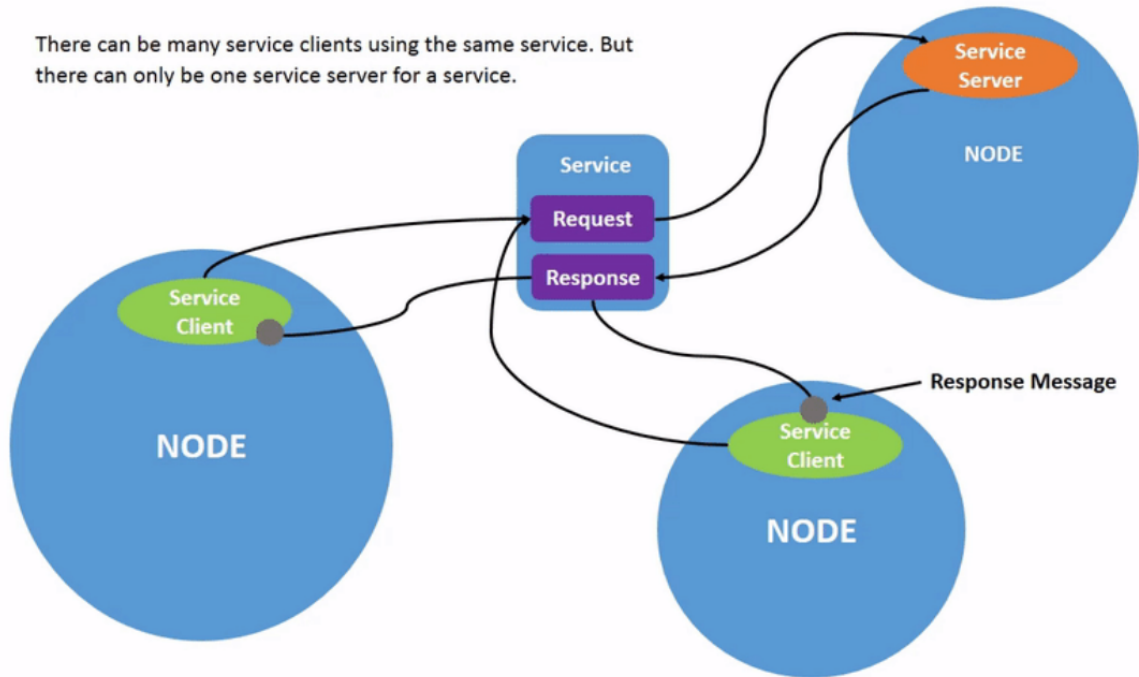 There can be many service clients using the same service. But
there can only be one service server for a service.
Service
Server
NODE
Service
Request
Response
Service
Client
NODE
Response Message
Service
Client
NODE